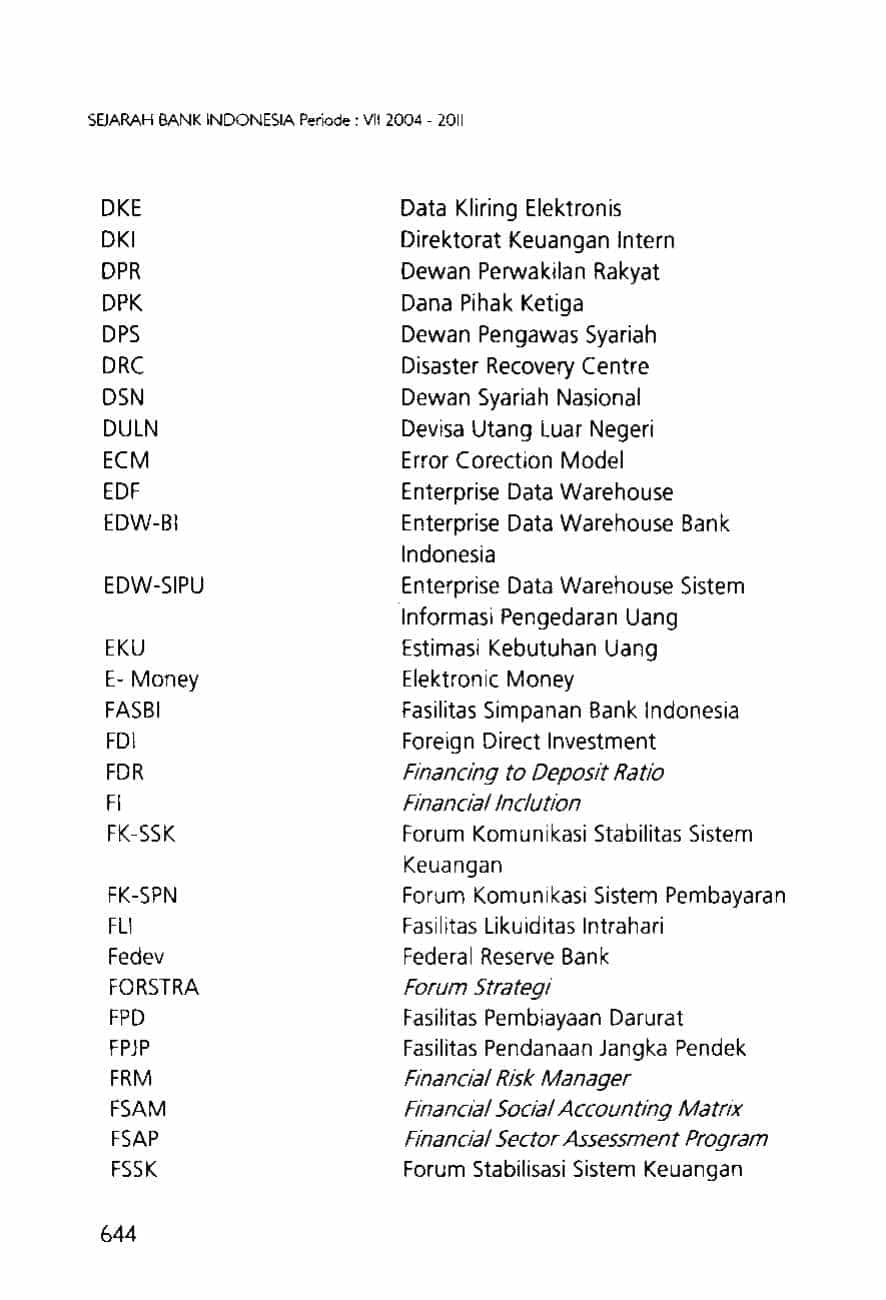 SEJARAH BANK INDONESIA Periode : VII 2004 - 2011
DKE Data Kliring Elektronis
DKI Direktorat Keuangan Intern
DPR Dewan Perwakilan Rakyat
DPK Dana Pihak Ketiga
DPS Dewan Pengawas Syariah
DRC Disaster Recovery Centre
DSN Dewan Syariah Nasional
DULN Devisa Utang Luar Negeri
ECM Error Corection Model
EDF Enterprise Data Warehouse
EDW-BI Enterprise Data Warehouse Bank
Indonesia
EDW-SIPU Enterprise Data Warehouse Sistem
Informasi Pengedaran Uang
EKU Estimasi Kebutuhan Uang
E- Money Elektronic Money
FASBI Fasilitas Simpanan Bank Indonesia
FDI Foreign Direct Investment
FDR Financing to Deposit Ratio
FI Financial Inclution
FK-SSK Forum Komunikasi Stabilitas Sistem
Keuangan
FK-SPN Forum Komunikasi Sistem Pembayaran
FLI Fasilitas Likuiditas Intrahari
Fedev Federal Reserve Bank
FORSTRA Forum Strategi
FPD Fasilitas Pembiayaan Darurat
FPJP Fasilitas Pendanaan Jangka Pendek
FRM Financial Risk Manager
FSAM Financial Social Accounting Matrix
FSAP Financial Sector Assessment Program
FSSK Forum Stabilisasi Sistem Keuangan
644